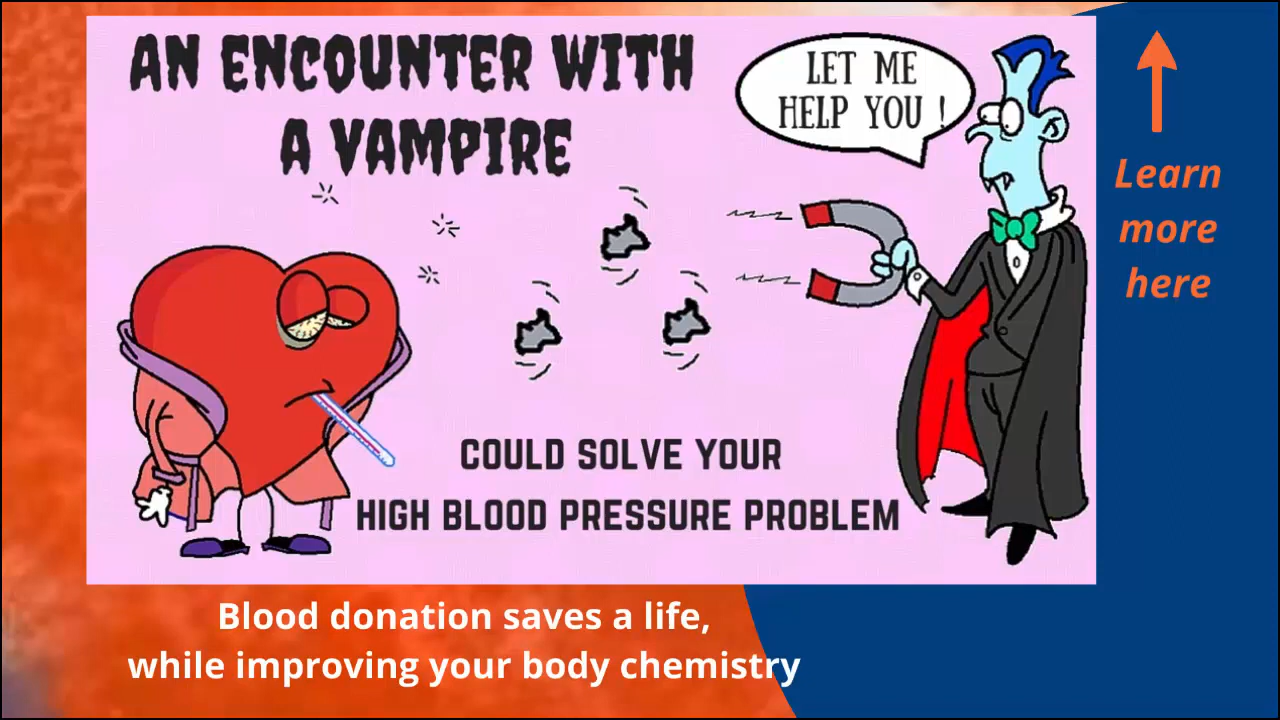 AN ENCOUNTER WITH
A VAMPIRE
LET ME
HELP YOU !
Learn
more
here
COULD SOLVE YOUR
HIGH BLOOD PRESSURE PROBLEM
Blood donation saves a life,
while improving your body chemistry